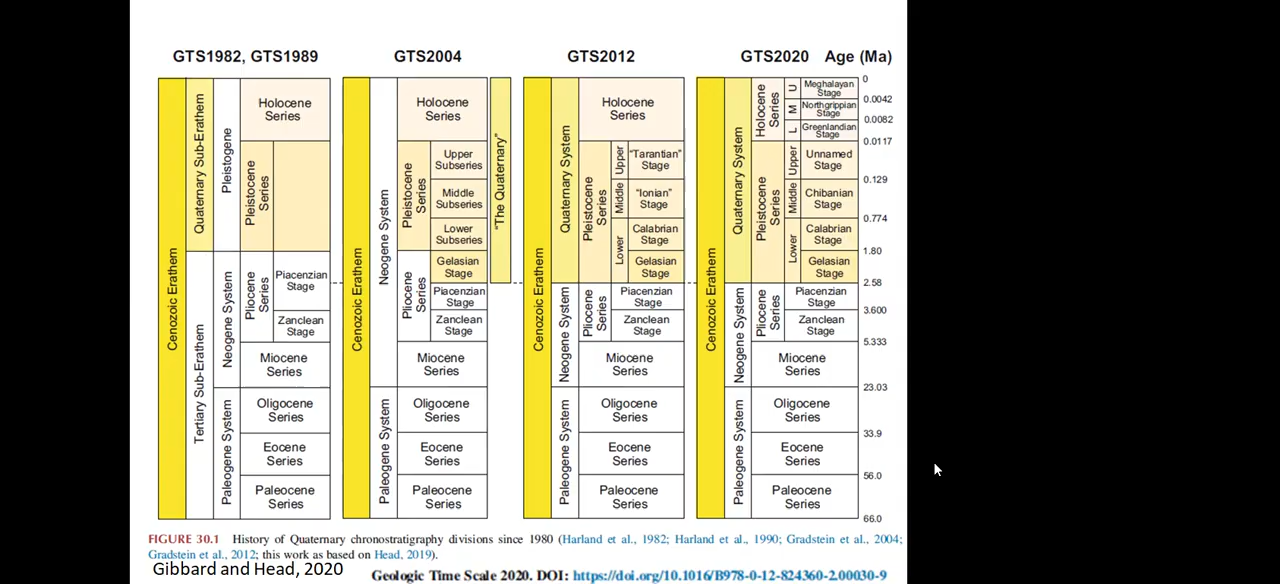 GTS1982, GTS1989
Cenozoic Erathem
Quaternary Sub-Erathem
Tertiary Sub-Erathem
Pleistogene
Neogene System
Paleogene System
Holocene
Series
Pleistocene
Series
Pliocene
Series
Piacenzian
Stage
Zanclean
Stage
Miocene
Series
Oligocene
Series
Eocene
Series
Paleocene
Series
GTS2004
Cenozoic Erathem
Neogene System
Paleogene System
Holocene
Series
Pleistocene
Series
Upper
Subseries
Middle
Subseries
Lower
Subseries
Pliocene
Series
Gelasian
Stage
Piacenzian
Stage
Zanclean
Stage
Miocene
Series
Oligocene
Series
Eocene
Series
Paleocene
Series
"The Quaternary"
GTS2012
Cenozoic Erathem
Quaternary System
Neogene System
Paleogene System
Holocene
Series
Pleistocene
Series
Upper
"Tarantian"
Stage
Middle
"Ionian"
Stage
Lower
Calabrian
Stage
Gelasian
Stage
Pliocene
Series
Piacenzian
Stage
Zanclean
Stage
Miocene
Series
Oligocene
Series
Eocene
Series
Paleocene
Series
GTS2020
Cenozoic Erathem
Quaternary System
Neogene System
Paleogene System
Holocene
Series
U
Meghalayan
Stage
M
Northgrippian
Stage
L
Greenlandian
Stage
Pleistocene
Series
Upper
Unnamed
Stage
Middle
Chibanian
Stage
Lower
Calabrian
Stage
Gelasian
Stage
Pliocene
Series
Piacenzian
Stage
Zanclean
Stage
Miocene
Series
Oligocene
Series
Eocene
Series
Paleocene
Series
Age (Ma)
0
0.0042
0.0082
0.0117
0.129
0.774
1.80
2.58
3.600
5.333
23.03
33.9
56.0
66.0
FIGURE 30.1 History of Quaternary chronostratigraphy divisions since 1980 (Harland et al., 1982; Harland et al., 1990; Gradstein et al., 2004;
Gradstein et al., 2012; this work as based on Head, 2019).
Gibbard and Head, 2020
Geologic Time Scale 2020. DOI: https://doi.org/10.1016/B978-0-12-824360-2.00030-9